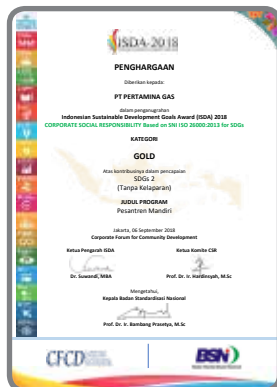 ISDA-2018
PENGHARGAAN
Diberikan kepada:
PT PERTAMINA GAS
dalam penganugrahan
Indonesian Sustainable Development Goals Award (ISDA) 2018
CORPORATE SOCIAL RESPONSIBILITY Based on SNI ISO 26000:2013 for SDGs
KATEGORI
GOLD
Atas kontribusinya dalam pencapaian
SDGs 2
(Tanpa Kelaparan)
JUDUL PROGRAM
Pesantren Mandiri
Jakarta, 06 September 2018
Corporate Forum for Community Development
Ketua Pengarah ISDA Ketua Komite CSR
Dr. Suwandi, MBA Prof. Dr. Ir. Hardinsyah, M.Sc
Mengetahui,
Kepala Badan Standardisasi Nasional
Prof. Dr. Ir. Bambang Prasetya, M.Sc
CFCD BSN